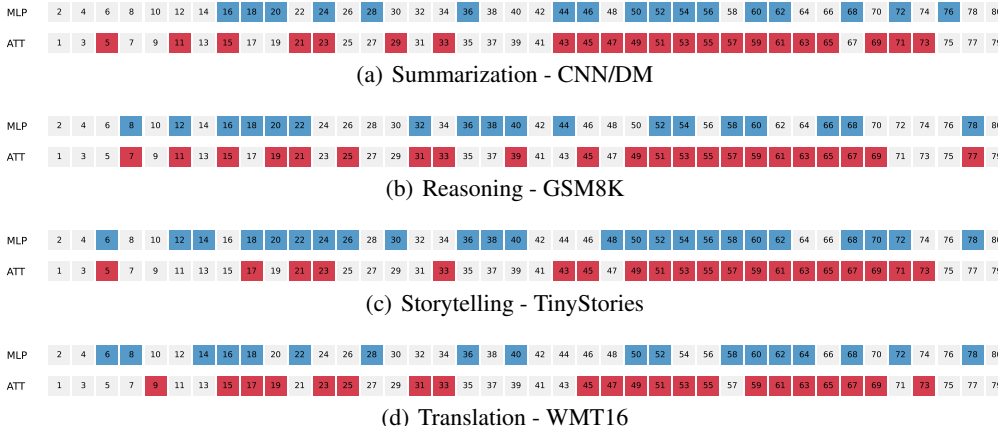 MLP 2 4 6 8 10 12 14 16 18 20 22 24 26 28 30 32 34 36 38 40 42 44 46 48 50 52 54 56 58 60 62 64 66 68 70 72 74 76 78 80
ATT 1 3 5 7 9 11 13 15 17 19 21 23 25 27 29 31 33 35 37 39 41 43 45 47 49 51 53 55 57 59 61 63 65 67 69 71 73 75 77 79
(a) Summarization - CNN/DM
MLP 2 4 6 8 10 12 14 16 18 20 22 24 26 28 30 32 34 36 38 40 42 44 46 48 50 52 54 56 58 60 62 64 66 68 70 72 74 76 78 80
ATT 1 3 5 7 9 11 13 15 17 19 21 23 25 27 29 31 33 35 37 39 41 43 45 47 49 51 53 55 57 59 61 63 65 67 69 71 73 75 77 79
(b) Reasoning - GSM8K
MLP 2 4 6 8 10 12 14 16 18 20 22 24 26 28 30 32 34 36 38 40 42 44 46 48 50 52 54 56 58 60 62 64 66 68 70 72 74 76 78 80
ATT 1 3 5 7 9 11 13 15 17 19 21 23 25 27 29 31 33 35 37 39 41 43 45 47 49 51 53 55 57 59 61 63 65 67 69 71 73 75 77 79
(c) Storytelling - TinyStories
MLP 2 4 6 8 10 12 14 16 18 20 22 24 26 28 30 32 34 36 38 40 42 44 46 48 50 52 54 56 58 60 62 64 66 68 70 72 74 76 78 80
ATT 1 3 5 7 9 11 13 15 17 19 21 23 25 27 29 31 33 35 37 39 41 43 45 47 49 51 53 55 57 59 61 63 65 67 69 71 73 75 77 79
(d) Translation - WMT16